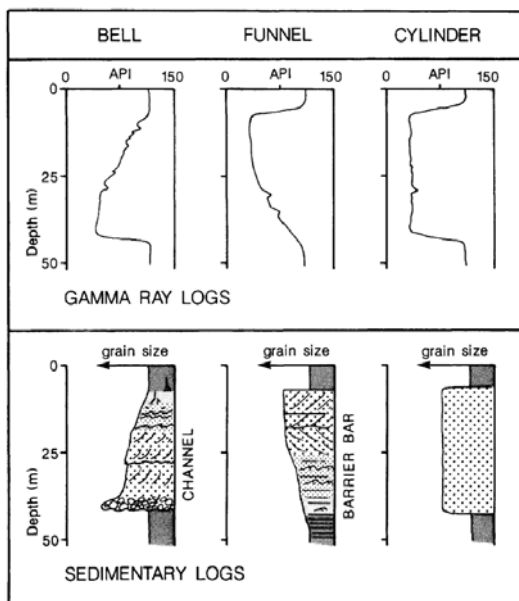 BELL FUNNEL CYLINDER
0 API 150 0 API 150 0 API 150
0
25
50
Depth (m)
GAMMA RAY LOGS
grain size grain size grain size
0
25
50
Depth (m)
CHANNEL
BARRIER BAR
SEDIMENTARY LOGS